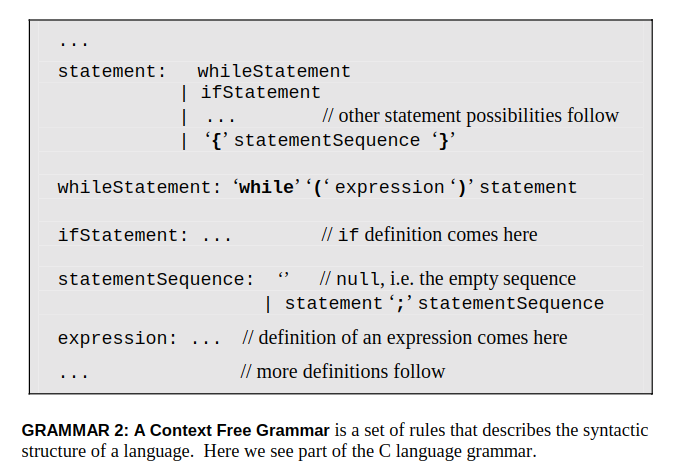 ...
statement: whileStatement
| ifStatement
| ... // other statement possibilities follow
| ‘{’ statementSequence ‘}’
whileStatement: ‘while’ ‘(‘ expression ‘)’ statement
ifStatement: ... // if definition comes here
statementSequence: ‘’ // null, i.e. the empty sequence
| statement ‘;’ statementSequence
expression: ... // definition of an expression comes here
... // more definitions follow
GRAMMAR 2: A Context Free Grammar is a set of rules that describes the syntactic
structure of a language. Here we see part of the C language grammar.